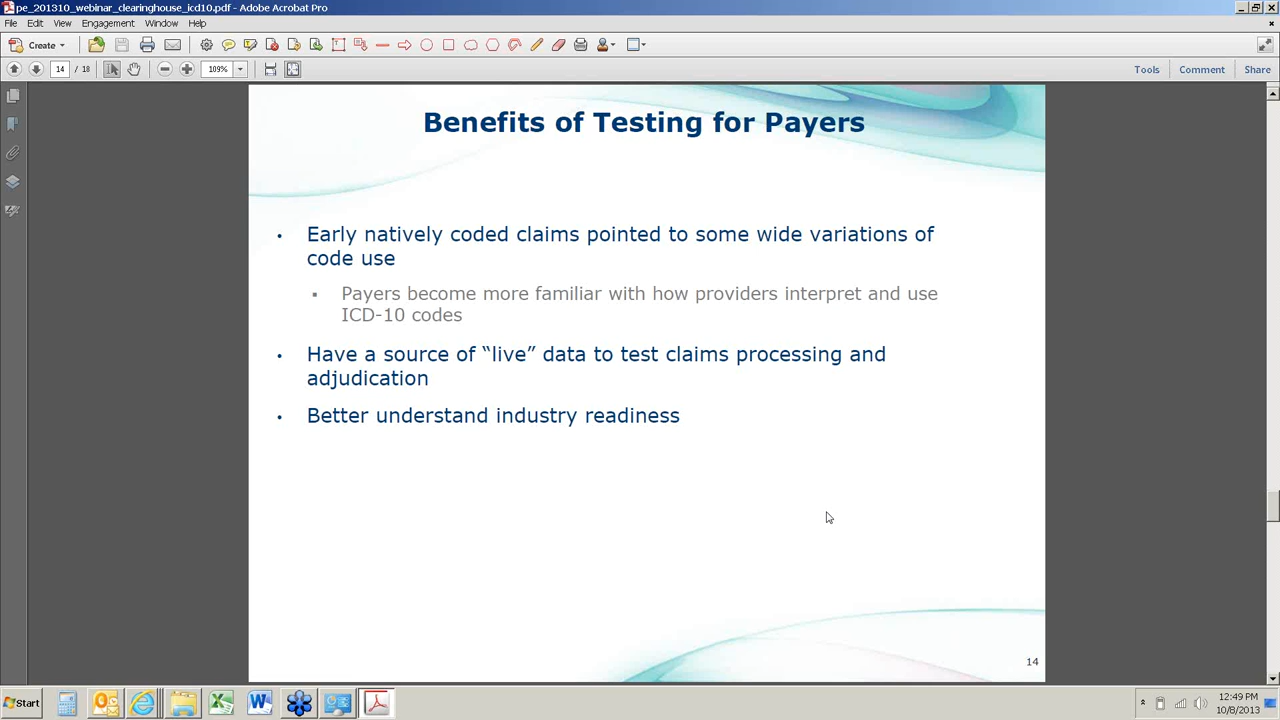 pe_201310_webinar_clearinghouse_icd10.pdf - Adobe Acrobat Pro
File Edit View Engagement Window Help
Create
14 / 18 109% Tools Comment Share
Benefits of Testing for Payers
• Early natively coded claims pointed to some wide variations of
code use
▪ Payers become more familiar with how providers interpret and use
ICD-10 codes
• Have a source of “live” data to test claims processing and
adjudication
• Better understand industry readiness
14
Start
12:49 PM
10/8/2013